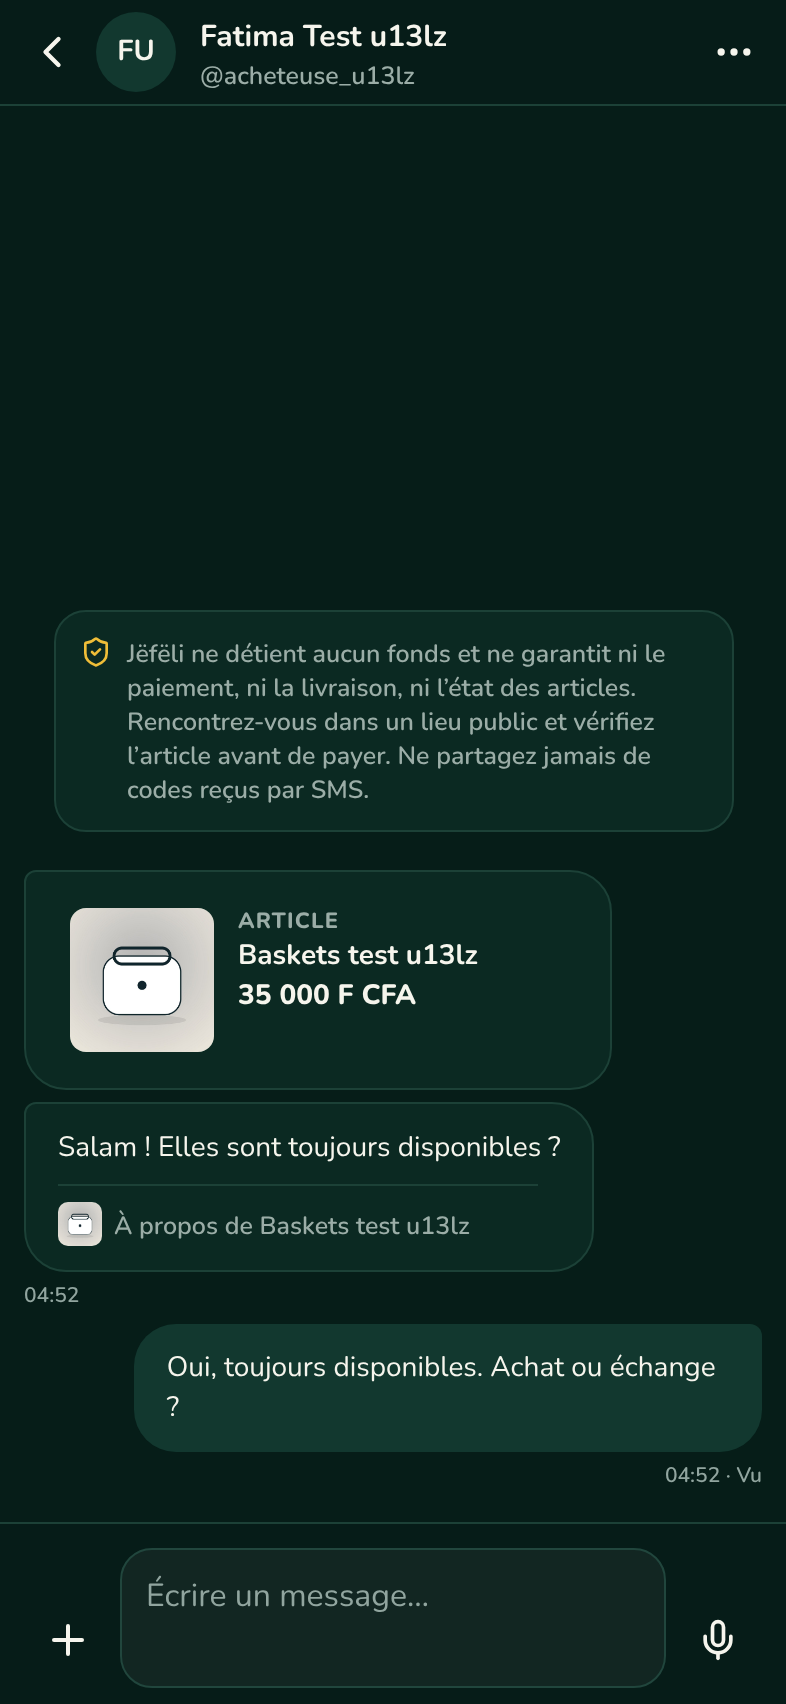 FU
Fatima Test u13lz
@acheteuse_u13lz
Jëfëli ne détient aucun fonds et ne garantit ni le
paiement, ni la livraison, ni l’état des articles.
Rencontrez-vous dans un lieu public et vérifiez
l’article avant de payer. Ne partagez jamais de
codes reçus par SMS.
ARTICLE
Baskets test u13lz
35 000 F CFA
Salam ! Elles sont toujours disponibles ?
À propos de Baskets test u13lz
04:52
Oui, toujours disponibles. Achat ou échange
?
04:52 · Vu
Écrire un message...